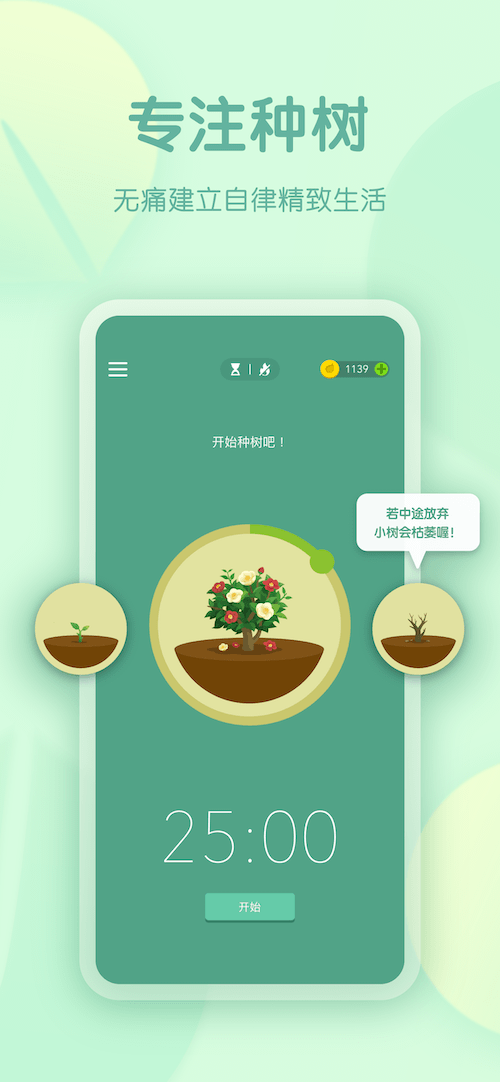 专注种树
无痛建立自律精致生活
1139
开始种树吧！
若中途放弃
小树会枯萎喔！
25:00
开始